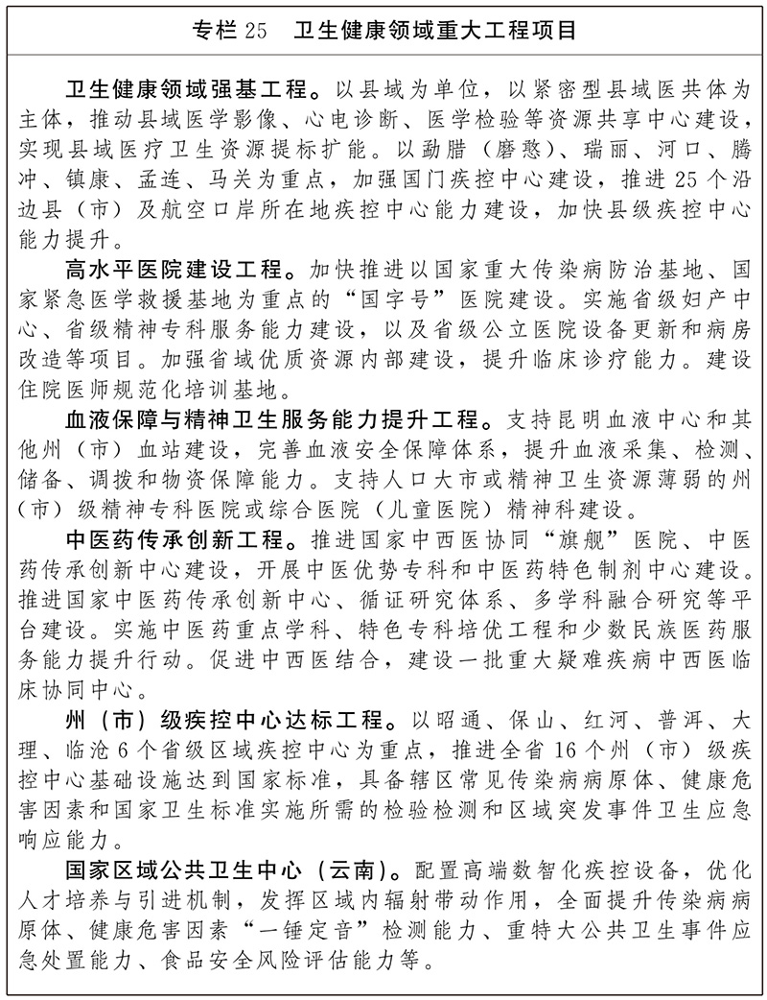 专栏 25　卫生健康领域重大工程项目
卫生健康领域强基工程。以县域为单位，以紧密型县域医共体为
主体，推动县域医学影像、心电诊断、医学检验等资源共享中心建设，
实现县域医疗卫生资源提标扩能。以勐腊（磨憨）、瑞丽、河口、腾
冲、镇康、孟连、马关为重点，加强国门疾控中心建设，推进 25 个沿
边县（市）及航空口岸所在地疾控中心能力建设，加快县级疾控中心
能力提升。
高水平医院建设工程。加快推进以国家重大传染病防治基地、国
家紧急医学救援基地为重点的“国字号”医院建设。实施省级妇产中
心、省级精神专科服务能力建设，以及省级公立医院设备更新和病房
改造等项目。加强省域优质资源内部建设，提升临床诊疗能力。建设
住院医师规范化培训基地。
血液保障与精神卫生服务能力提升工程。支持昆明血液中心和其
他州（市）血站建设，完善血液安全保障体系，提升血液采集、检测、
储备、调拨和物资保障能力。支持人口大市或精神卫生资源薄弱的州
（市）级精神专科医院或综合医院（儿童医院）精神科建设。
中医药传承创新工程。推进国家中西医协同“旗舰”医院、中医
药传承创新中心建设，开展中医优势专科和中医药特色制剂中心建设。
推进国家中医药传承创新中心、循证研究体系、多学科融合研究等平
台建设。实施中医药重点学科、特色专科培优工程和少数民族医药服
务能力提升行动。促进中西医结合，建设一批重大疑难疾病中西医临
床协同中心。
州（市）级疾控中心达标工程。以昭通、保山、红河、普洱、大
理、临沧 6 个省级区域疾控中心为重点，推进全省 16 个州（市）级疾
控中心基础设施达到国家标准，具备辖区常见传染病病原体、健康危
害因素和国家卫生标准实施所需的检验检测和区域突发事件卫生应急
响应能力。
国家区域公共卫生中心（云南）。配置高端数智化疾控设备，优化
人才培养与引进机制，发挥区域内辐射带动作用，全面提升传染病病
原体、健康危害因素“一锤定音”检测能力、重特大公共卫生事件应
急处置能力、食品安全风险评估能力等。